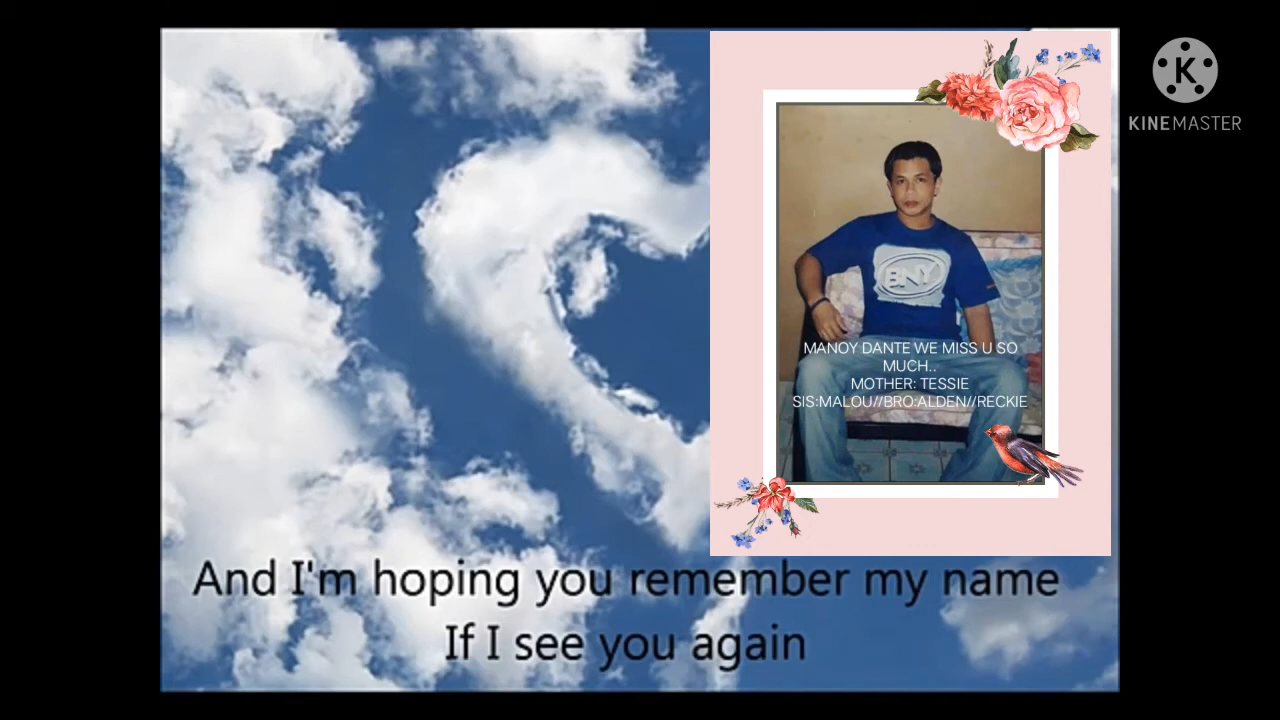 K
KINEMASTER
BNY
MANOY DANTE WE MISS U SO
MUCH..
MOTHER: TESSIE
SIS:MALOU//BRO:ALDEN//RECKIE
And I'm hoping you remember my name
If I see you again